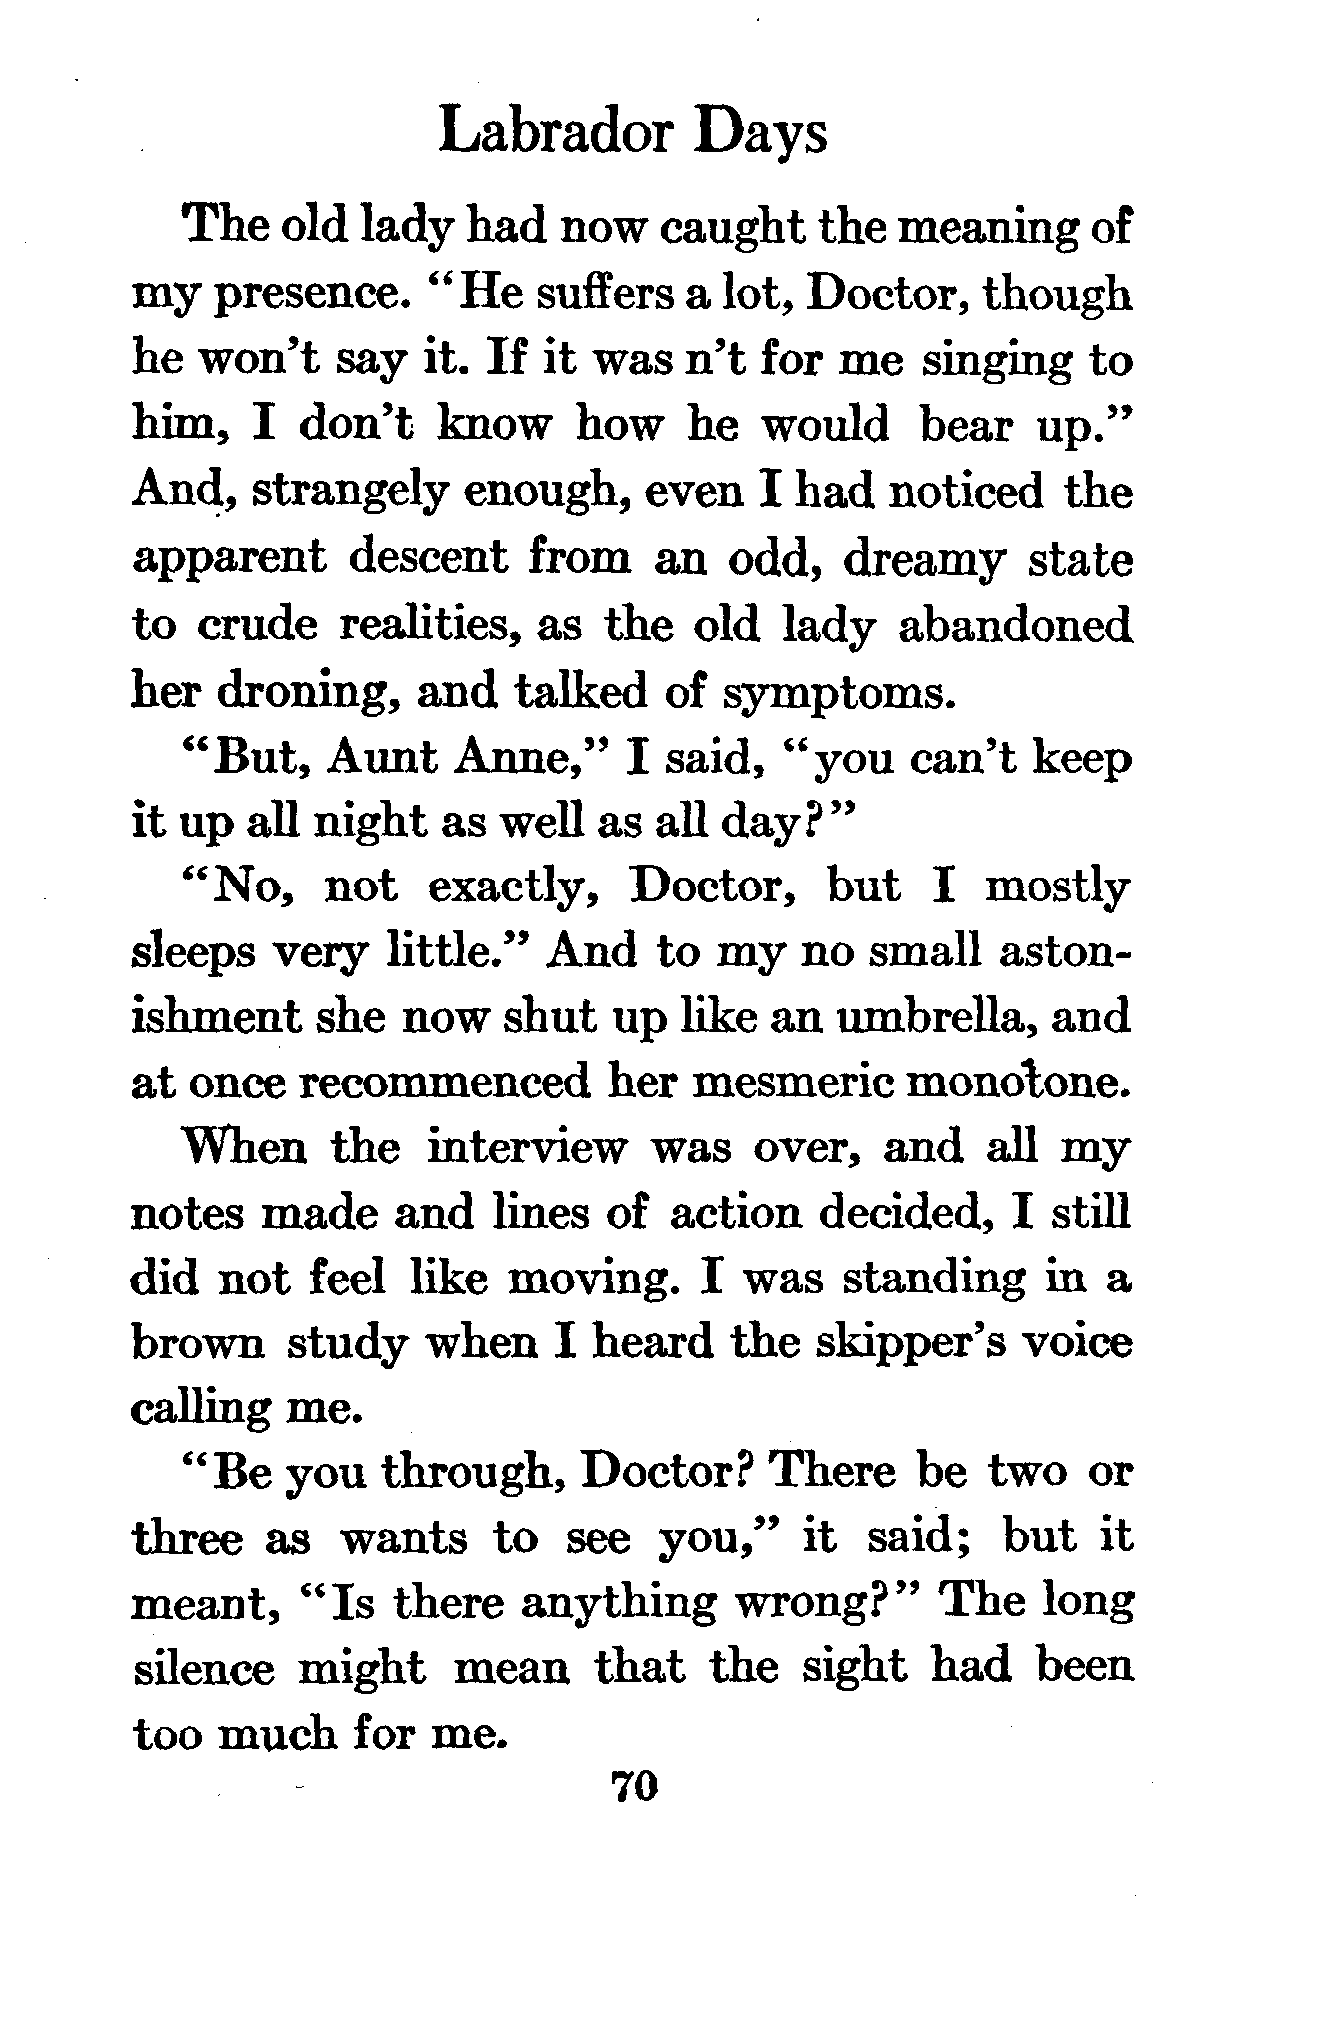 Labrador Days
The old lady had now caught the meaning of
my presence. “He suffers a lot, Doctor, though
he won’t say it. If it was n’t for me singing to
him, I don’t know how he would bear up.”
And, strangely enough, even I had noticed the
apparent descent from an odd, dreamy state
to crude realities, as the old lady abandoned
her droning, and talked of symptoms.
“But, Aunt Anne,” I said, “you can’t keep
it up all night as well as all day?”
“No, not exactly, Doctor, but I mostly
sleeps very little.” And to my no small aston-
ishment she now shut up like an umbrella, and
at once recommenced her mesmeric monotone.
When the interview was over, and all my
notes made and lines of action decided, I still
did not feel like moving. I was standing in a
brown study when I heard the skipper’s voice
calling me.
“Be you through, Doctor? There be two or
three as wants to see you,” it said; but it
meant, “Is there anything wrong?” The long
silence might mean that the sight had been
too much for me.
70